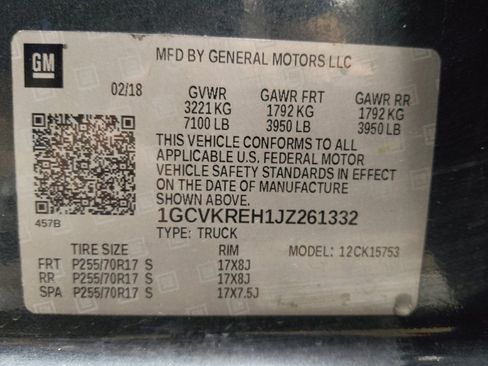 GM
MFD BY GENERAL MOTORS LLC
02/18
GVWR GAWR FRT GAWR RR
3221 KG 1792 KG 1792 KG
7100 LB 3950 LB 3950 LB
THIS VEHICLE CONFORMS TO ALL
APPLICABLE U.S. FEDERAL MOTOR
VEHICLE SAFETY STANDARDS IN EFFECT
ON THE DATE OF MANUFACTURE
1GCVKREH1JZ261332
457B
TYPE: TRUCK
TIRE SIZE RIM MODEL: 12CK15753
FRT P255/70R17 S 17X8J
RR P255/70R17 S 17X8J
SPA P255/70R17 S 17X7.5J